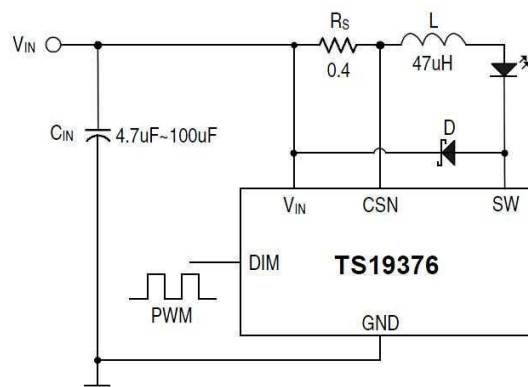 RS
L
VIN
0.4
47uH
D
CIN
4.7uF~100uF
VIN
CSN
SW
DIM
TS19376
PWM
GND